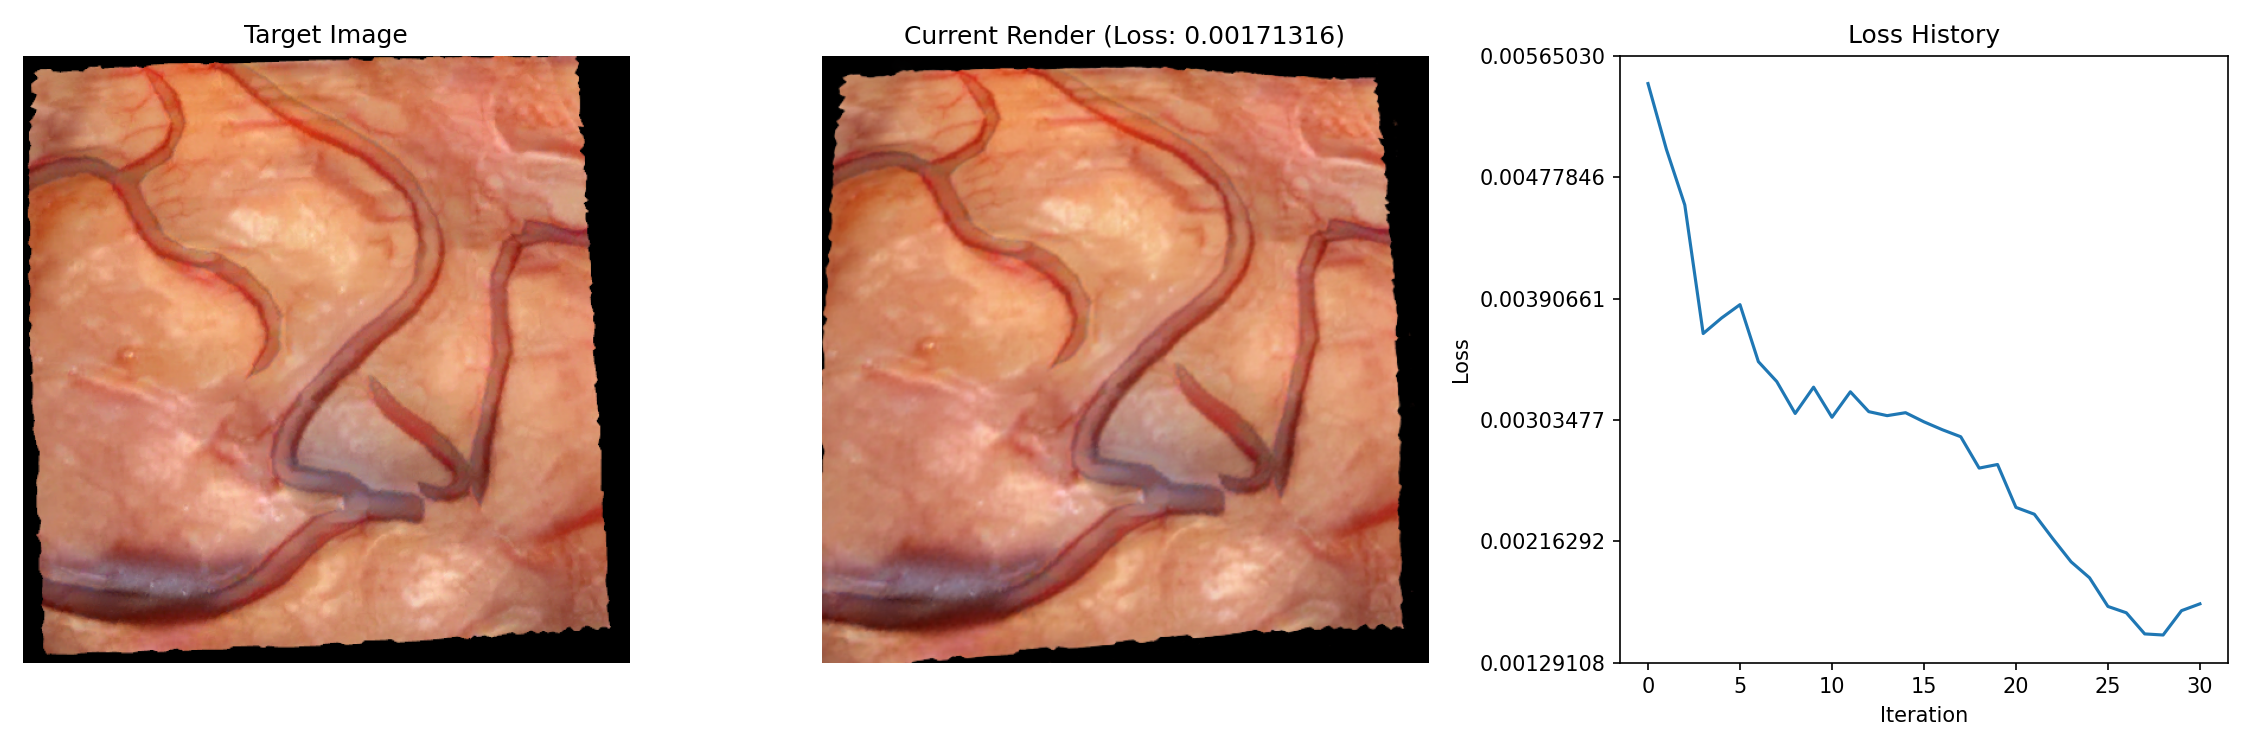 Target Image
Current Render (Loss: 0.00171316)
Loss History
0.00565030
0.00477846
0.00390661
0.00303477
0.00216292
0.00129108
Loss
0
5
10
15
20
25
30
Iteration